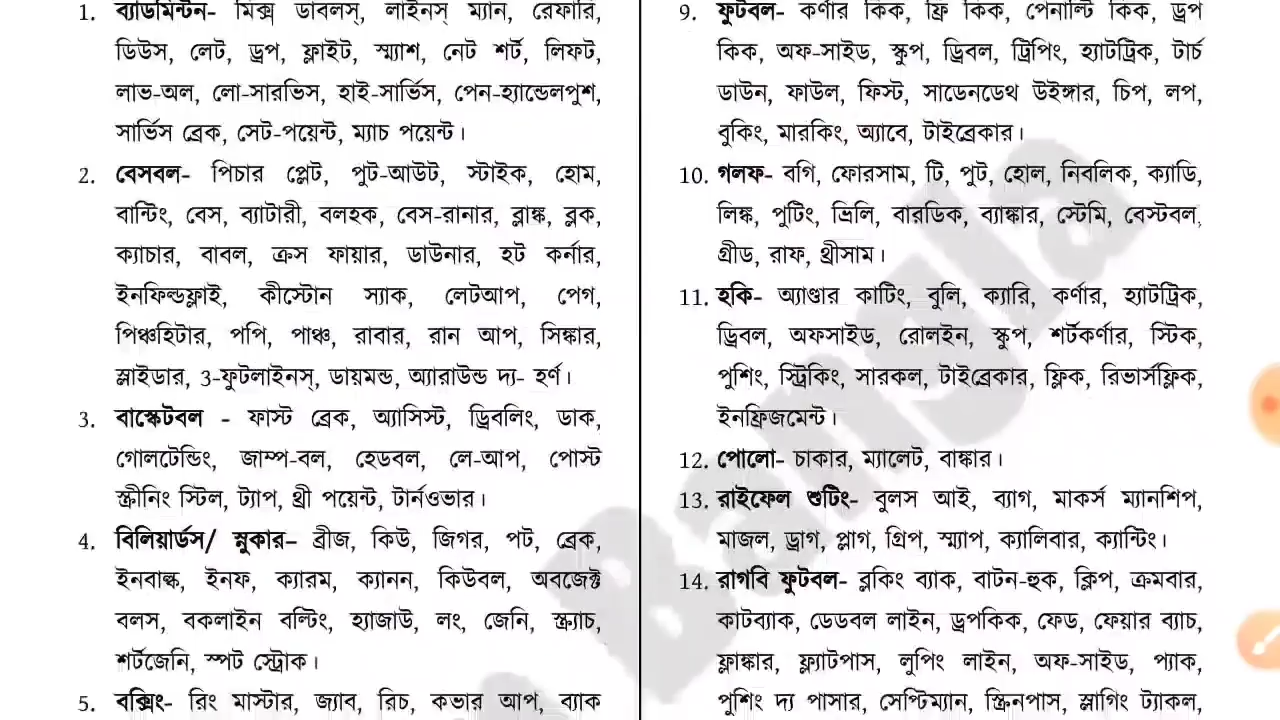 1. ব্যাডমিন্টন- মিক্স ডাবলস্, লাইনস্ ম্যান, রেফারি,
ডিউস, লেট, ড্রপ, ফ্লাইট, স্ম্যাশ, নেট শর্ট, লিফট,
লাভ-অল, লো-সারভিস, হাই-সার্ভিস, পেন-হ্যান্ডেলপুশ,
সার্ভিস ব্রেক, সেট-পয়েন্ট, ম্যাচ পয়েন্ট।
2. বেসবল- পিচার প্লেট, পুট-আউট, স্টাইক, হোম,
বান্টিং, বেস, ব্যাটারী, বলহক, বেস-রানার, ব্লাঙ্ক, ব্লক,
ক্যাচার, বাবল, ক্রস ফায়ার, ডাউনার, হট কর্নার,
ইনফিল্ডফ্লাই, কীস্টোন স্যাক, লেটআপ, পেগ,
পিঞ্চহিটার, পপি, পাঞ্চ, রাবার, রান আপ, সিঙ্কার,
স্লাইডার, 3-ফুটলাইনস্, ডায়মন্ড, অ্যারাউন্ড দ্য- হর্ণ।
3. বাস্কেটবল - ফাস্ট ব্রেক, অ্যাসিস্ট, ড্রিবলিং, ডাক,
গোলটেন্ডিং, জাম্প-বল, হেডবল, লে-আপ, পোস্ট
স্ক্রীনিং স্টিল, ট্যাপ, থ্রী পয়েন্ট, টার্নওভার।
4. বিলিয়ার্ডস/ স্নুকার– ব্রীজ, কিউ, জিগর, পট, ব্রেক,
ইনবাল্ক, ইনফ, ক্যারম, ক্যানন, কিউবল, অবজেক্ট
বলস, বকলাইন বল্টিং, হ্যাজাউ, লং, জেনি, স্ক্র্যাচ,
শর্টজেনি, স্পট স্ট্রোক।
5. বক্সিং- রিং মাস্টার, জ্যাব, রিচ, কভার আপ, ব্যাক
9. ফুটবল- কর্ণার কিক, ফ্রি কিক, পেনাল্টি কিক, ড্রপ
কিক, অফ-সাইড, স্কুপ, ড্রিবল, ট্রিপিং, হ্যাটট্রিক, টার্চ
ডাউন, ফাউল, ফিস্ট, সাডেনডেথ উইঙ্গার, চিপ, লপ,
বুকিং, মারকিং, অ্যাবে, টাইব্রেকার।
10. গলফ- বগি, ফোরসাম, টি, পুট, হোল, নিবলিক, ক্যাডি,
লিঙ্ক, পুটিং, ভ্রিলি, বারডিক, ব্যাঙ্কার, স্টেমি, বেস্টবল,
গ্রীড, রাফ, থ্রীসাম।
11. হকি- অ্যাণ্ডার কাটিং, বুলি, ক্যারি, কর্ণার, হ্যাটট্রিক,
ড্রিবল, অফসাইড, রোলইন, স্কুপ, শর্টকর্ণার, স্টিক,
পুশিং, স্ট্রিকিং, সারকল, টাইব্রেকার, ফ্লিক, রিভার্সফ্লিক,
ইনফ্রিজমেন্ট।
12. পোলো- চাকার, ম্যালেট, বাঙ্কার।
13. রাইফেল শুটিং- বুলস আই, ব্যাগ, মাকর্স ম্যানশিপ,
মাজল, ড্রাগ, প্লাগ, গ্রিপ, স্ম্যাপ, ক্যালিবার, ক্যান্টিং।
14. রাগবি ফুটবল- ব্লকিং ব্যাক, বাটন-হুক, ক্লিপ, ক্রমবার,
কাটব্যাক, ডেডবল লাইন, ড্রপকিক, ফেড, ফেয়ার ব্যাচ,
ফ্লাঙ্কার, ফ্ল্যাটপাস, লুপিং লাইন, অফ-সাইড, প্যাক,
পুশিং দ্য পাসার, সেপ্টিম্যান, স্ক্রিনপাস, স্লাগিং ট্যাকল,
Bangla